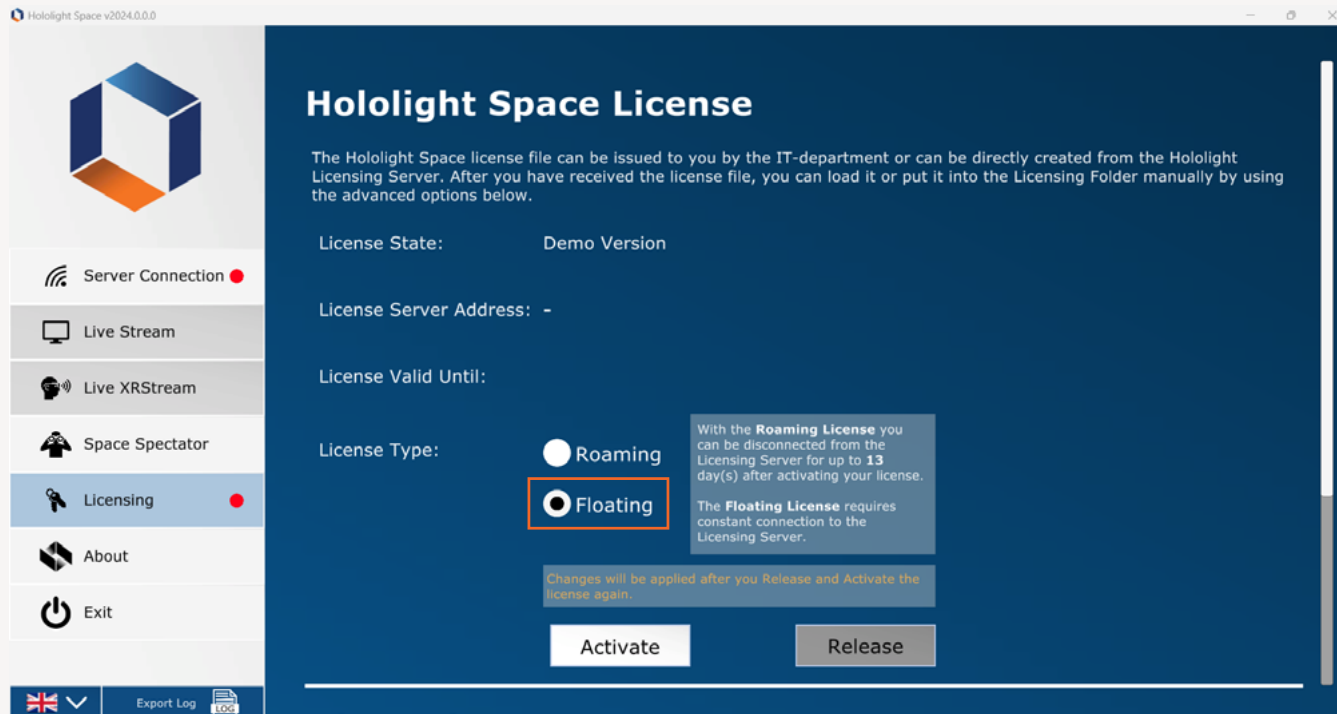 Hololight Space v2024.0.0.0
Server Connection
Live Stream
Live XRStream
Space Spectator
Licensing
About
Exit
Export Log
LOG
Hololight Space License
The Hololight Space license file can be issued to you by the IT-department or can be directly created from the Hololight
Licensing Server. After you have received the license file, you can load it or put it into the Licensing Folder manually by using
the advanced options below.
License State: Demo Version
License Server Address: -
License Valid Until:
License Type:
Roaming
Floating
With the Roaming License you
can be disconnected from the
Licensing Server for up to 13
day(s) after activating your license.
The Floating License requires
constant connection to the
Licensing Server.
Changes will be applied after you Release and Activate the
license again.
Activate
Release